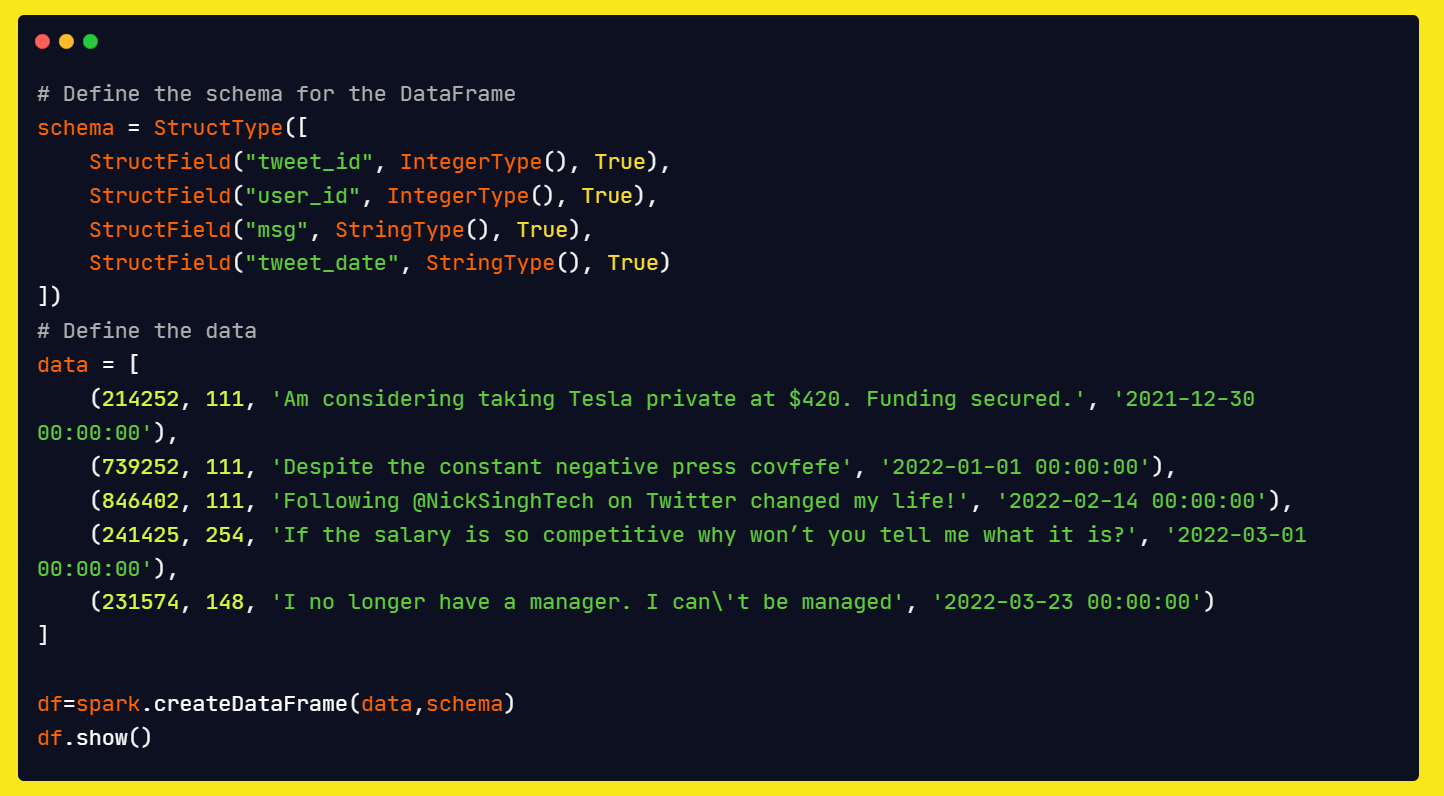 # Define the schema for the DataFrame
schema = StructType([
    StructField("tweet_id", IntegerType(), True),
    StructField("user_id", IntegerType(), True),
    StructField("msg", StringType(), True),
    StructField("tweet_date", StringType(), True)
])
# Define the data
data = [
    (214252, 111, 'Am considering taking Tesla private at $420. Funding secured.', '2021-12-30
00:00:00'),
    (739252, 111, 'Despite the constant negative press covfefe', '2022-01-01 00:00:00'),
    (846402, 111, 'Following @NickSinghTech on Twitter changed my life!', '2022-02-14 00:00:00'),
    (241425, 254, 'If the salary is so competitive why won’t you tell me what it is?', '2022-03-01
00:00:00'),
    (231574, 148, 'I no longer have a manager. I can\'t be managed', '2022-03-23 00:00:00')
]

df=spark.createDataFrame(data,schema)
df.show()